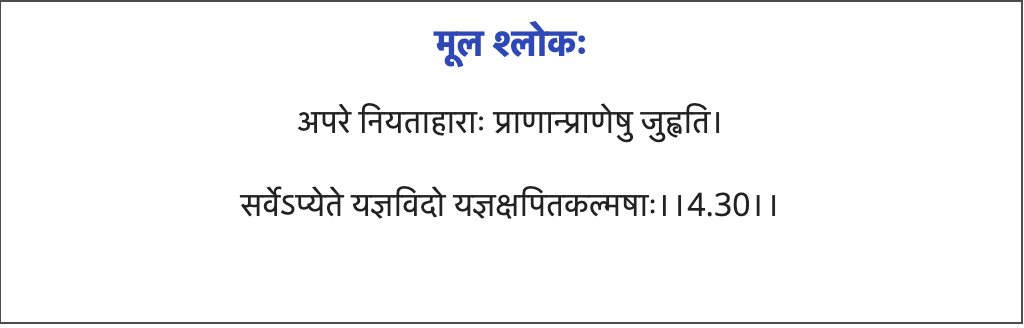 मूल श्लोकः
अपरे नियताहाराः प्राणान्प्राणेषु जुह्वति।
सर्वेऽप्येते यज्ञविदो यज्ञक्षपितकल्मषाः।।4.30।।